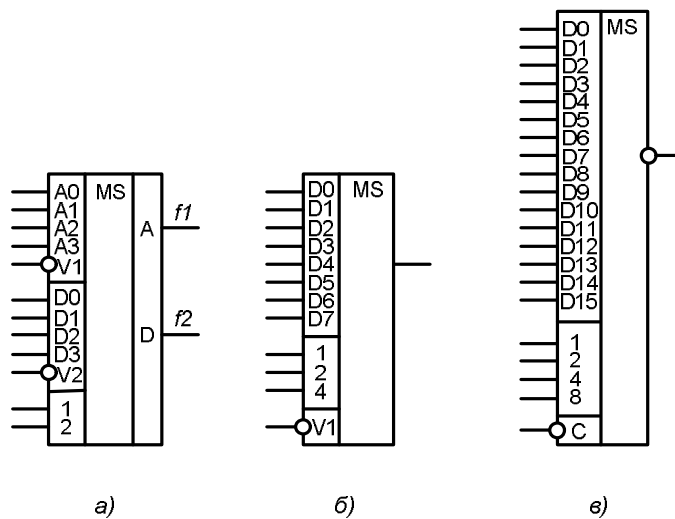 A0
A1
A2
A3
V1
D0
D1
D2
D3
V2
1
2
MS
A
D
f1
f2
D0
D1
D2
D3
D4
D5
D6
D7
1
2
4
V1
MS
D0
D1
D2
D3
D4
D5
D6
D7
D8
D9
D10
D11
D12
D13
D14
D15
1
2
4
8
C
MS
а)
б)
в)